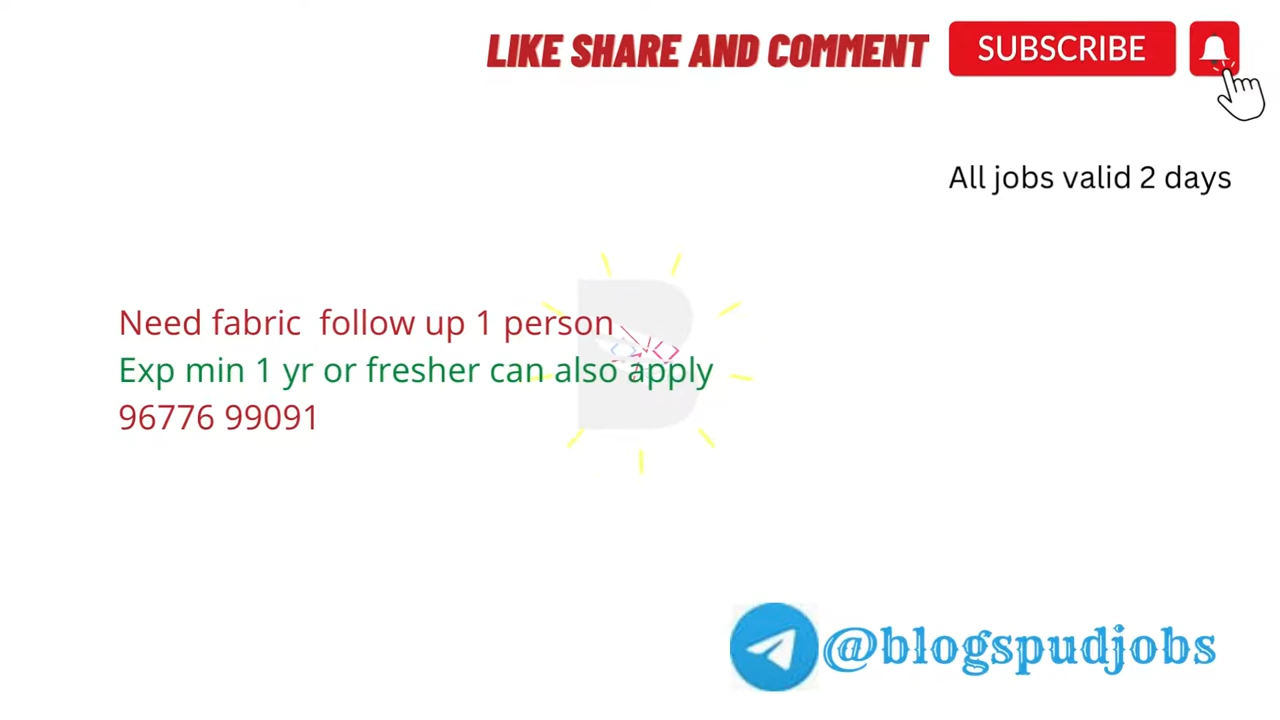 LIKE SHARE AND COMMENT SUBSCRIBE
All jobs valid 2 days
Need fabric  follow up 1 person
Exp min 1 yr or fresher can also apply
96776 99091
@blogspudjobs